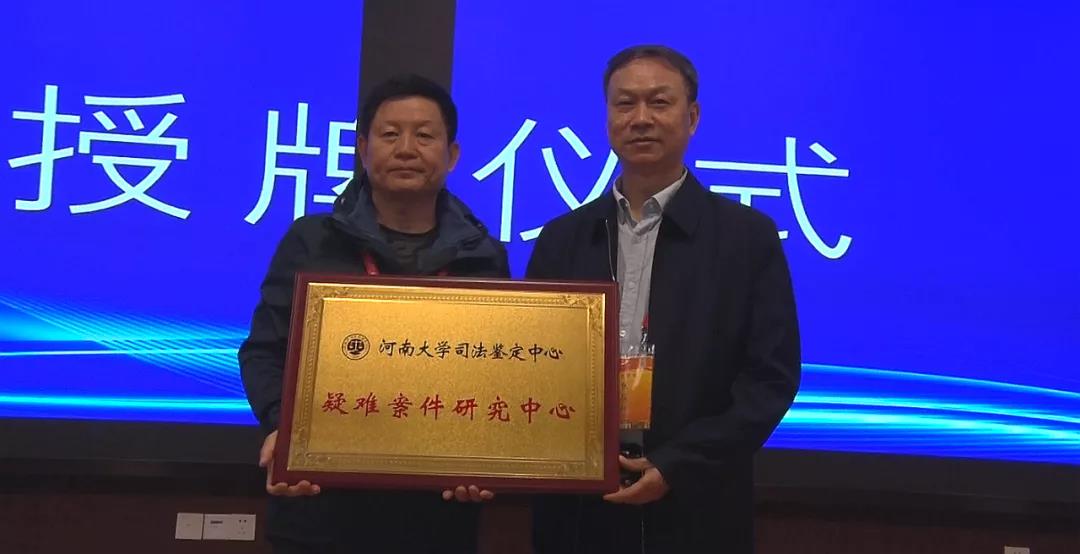 授牌仪式
河南大学司法鉴定中心
疑难案件研究中心